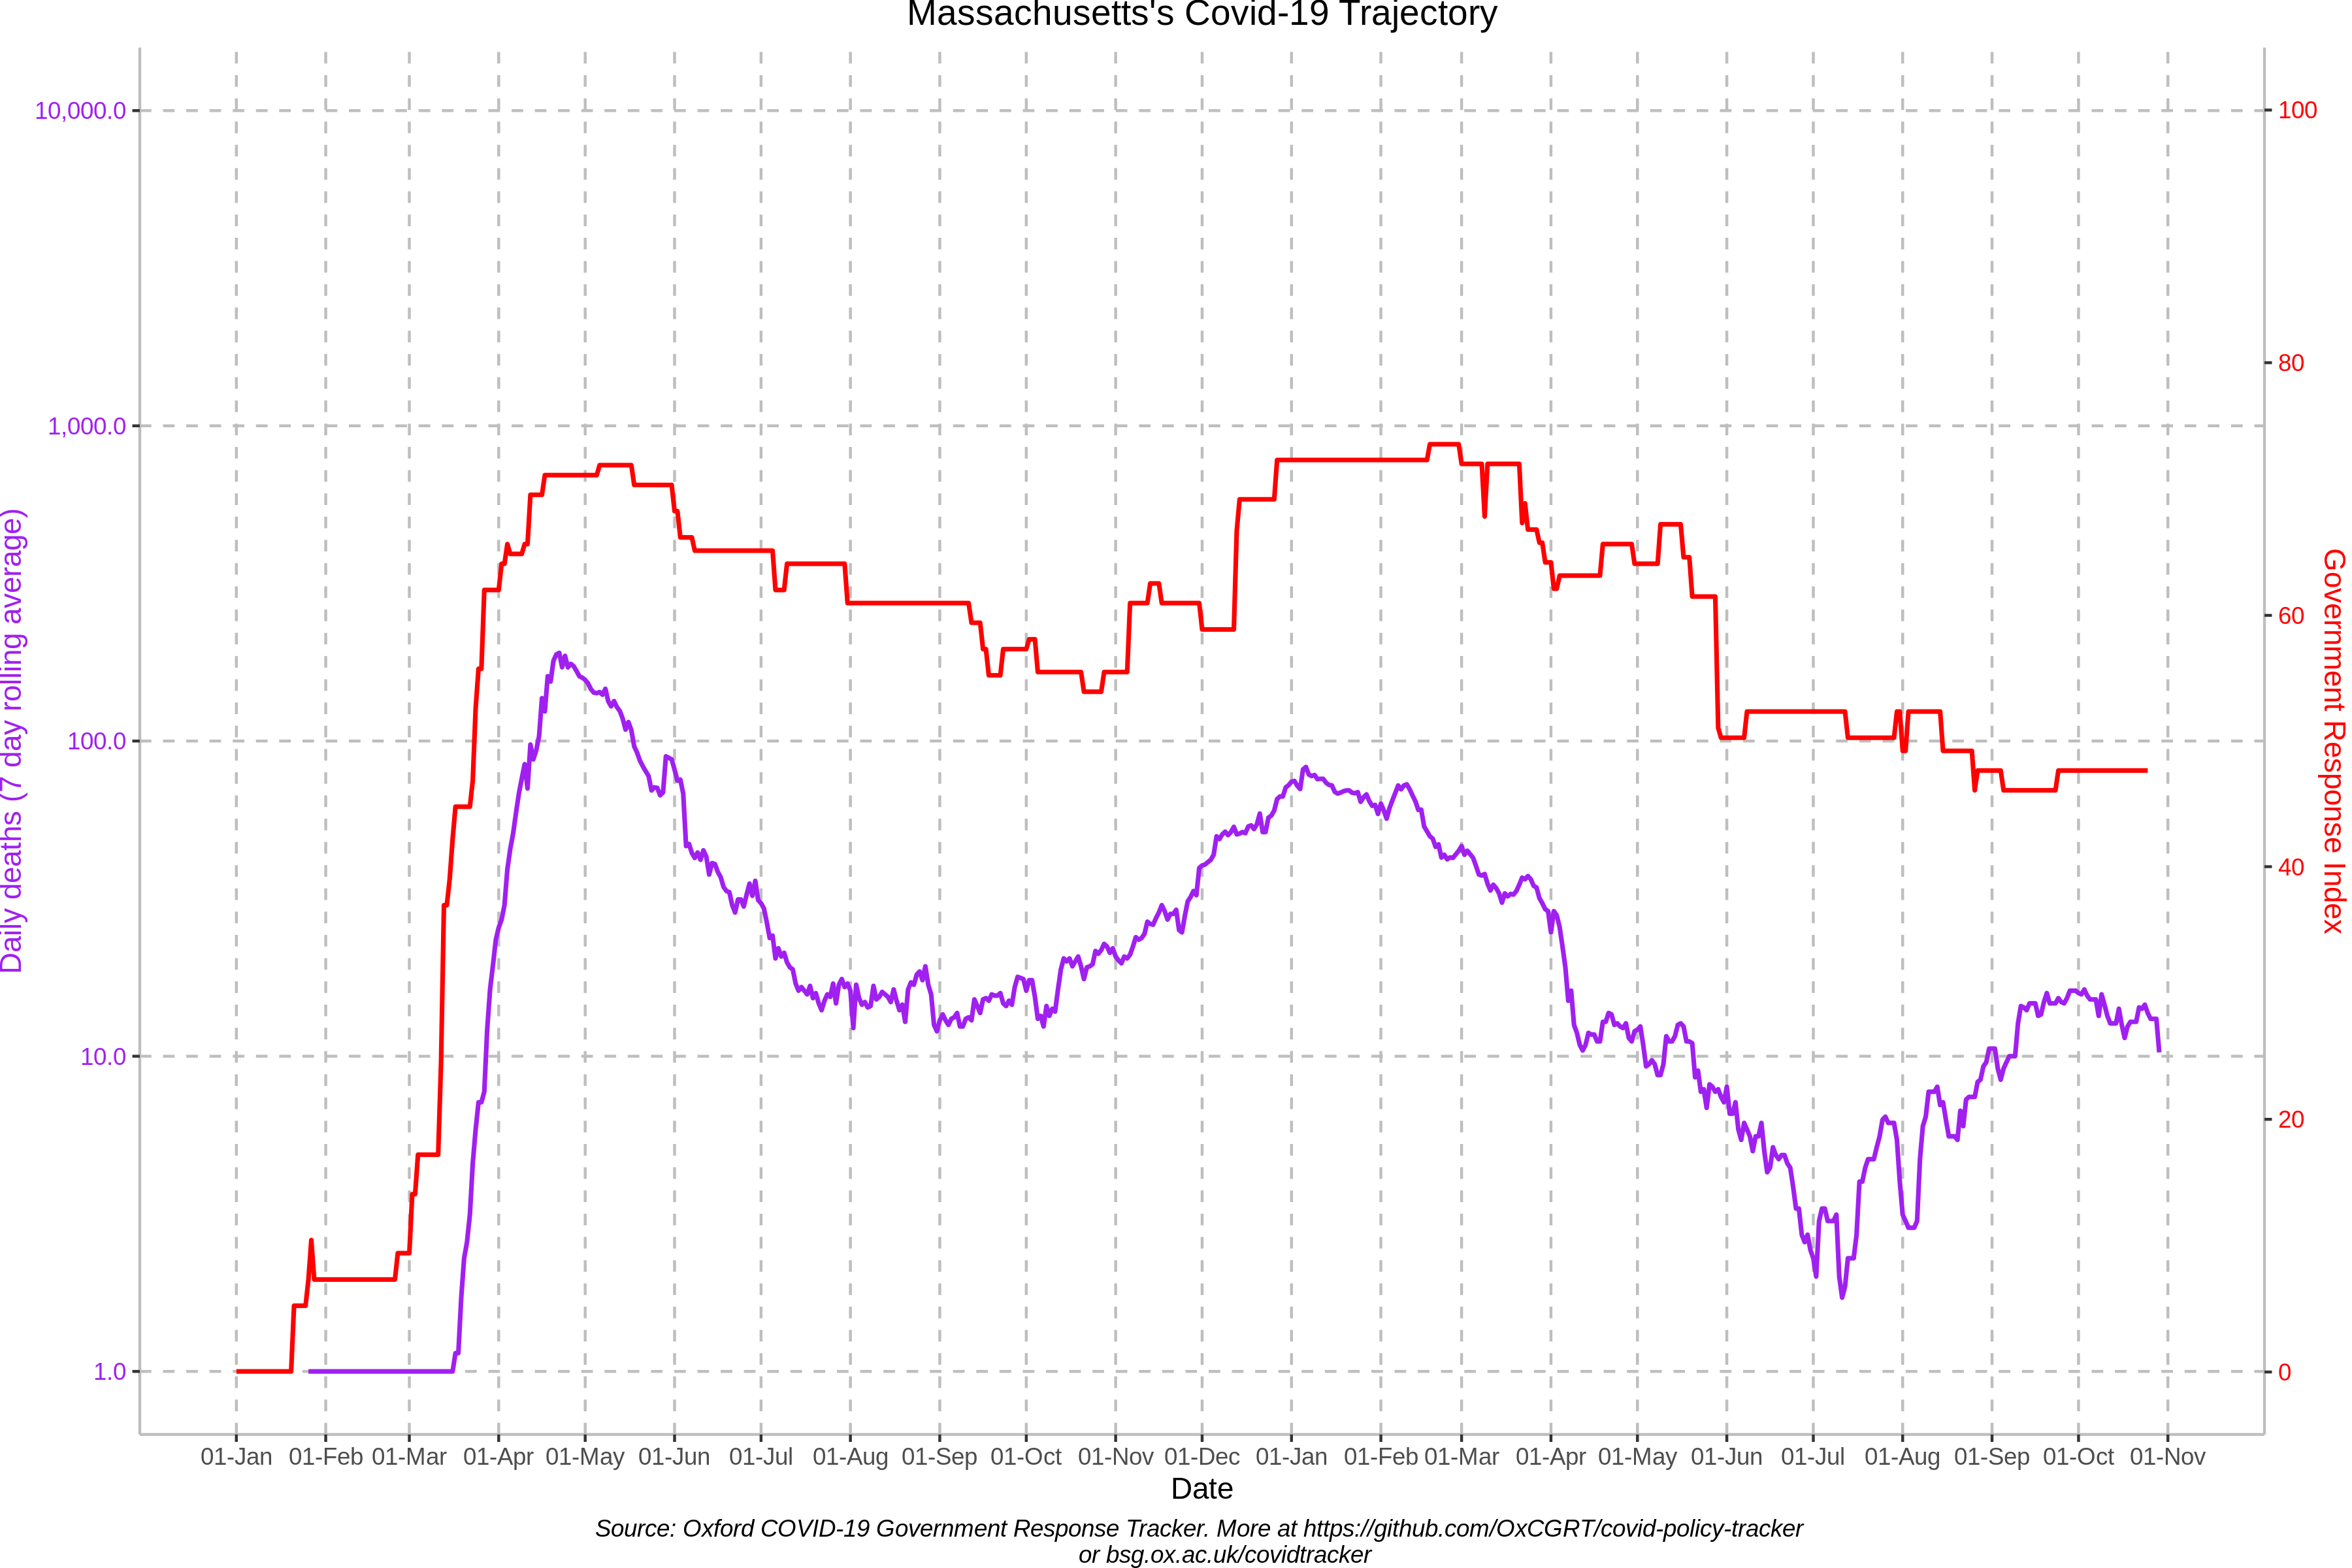 Massachusetts's Covid-19 Trajectory
10,000.0
1,000.0
100.0
10.0
1.0
Daily deaths (7 day rolling average)
100
80
60
40
20
0
Government Response Index
01-Jan 01-Feb 01-Mar 01-Apr 01-May 01-Jun 01-Jul 01-Aug 01-Sep 01-Oct 01-Nov 01-Dec 01-Jan 01-Feb 01-Mar 01-Apr 01-May 01-Jun 01-Jul 01-Aug 01-Sep 01-Oct 01-Nov
Date
Source: Oxford COVID-19 Government Response Tracker. More at https://github.com/OxCGRT/covid-policy-tracker
or bsg.ox.ac.uk/covidtracker